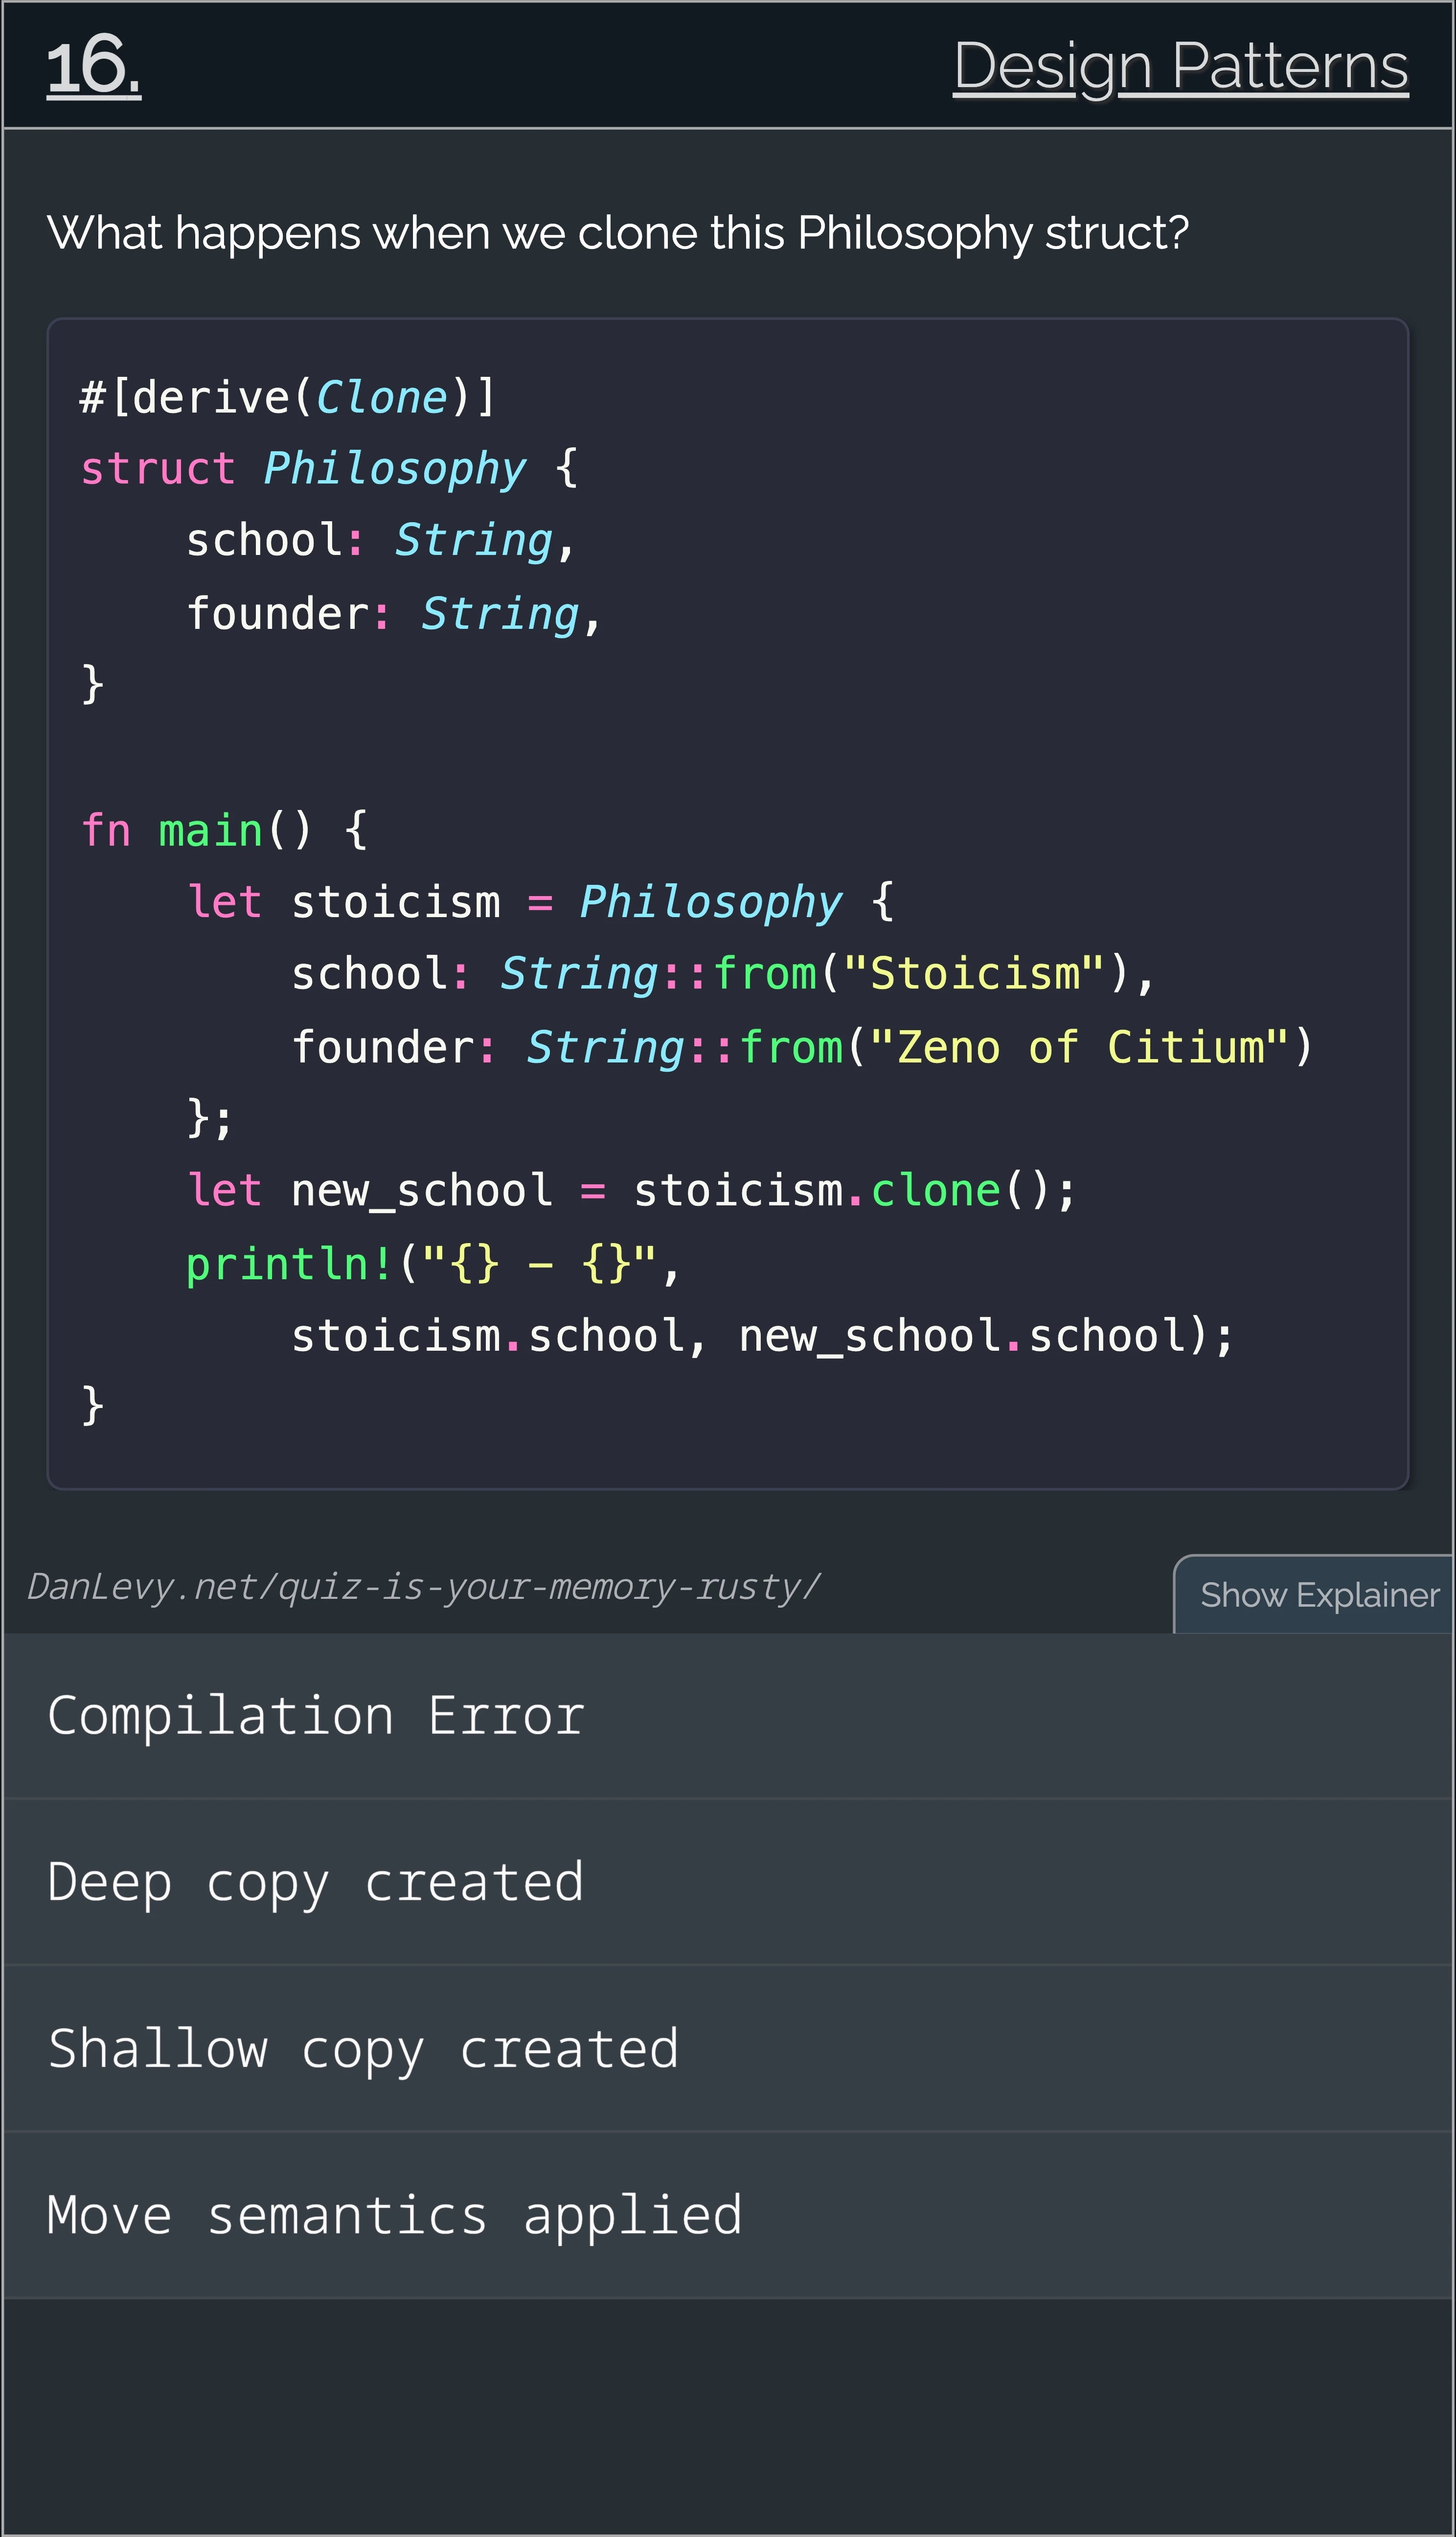 16.
Design Patterns
What happens when we clone this Philosophy struct?
#[derive(Clone)]
struct Philosophy {
    school: String,
    founder: String,
}

fn main() {
    let stoicism = Philosophy {
        school: String::from("Stoicism"),
        founder: String::from("Zeno of Citium")
    };
    let new_school = stoicism.clone();
    println!("{} – {}",
        stoicism.school, new_school.school);
}
DanLevy.net/quiz-is-your-memory-rusty/
Show Explainer
Compilation Error
Deep copy created
Shallow copy created
Move semantics applied